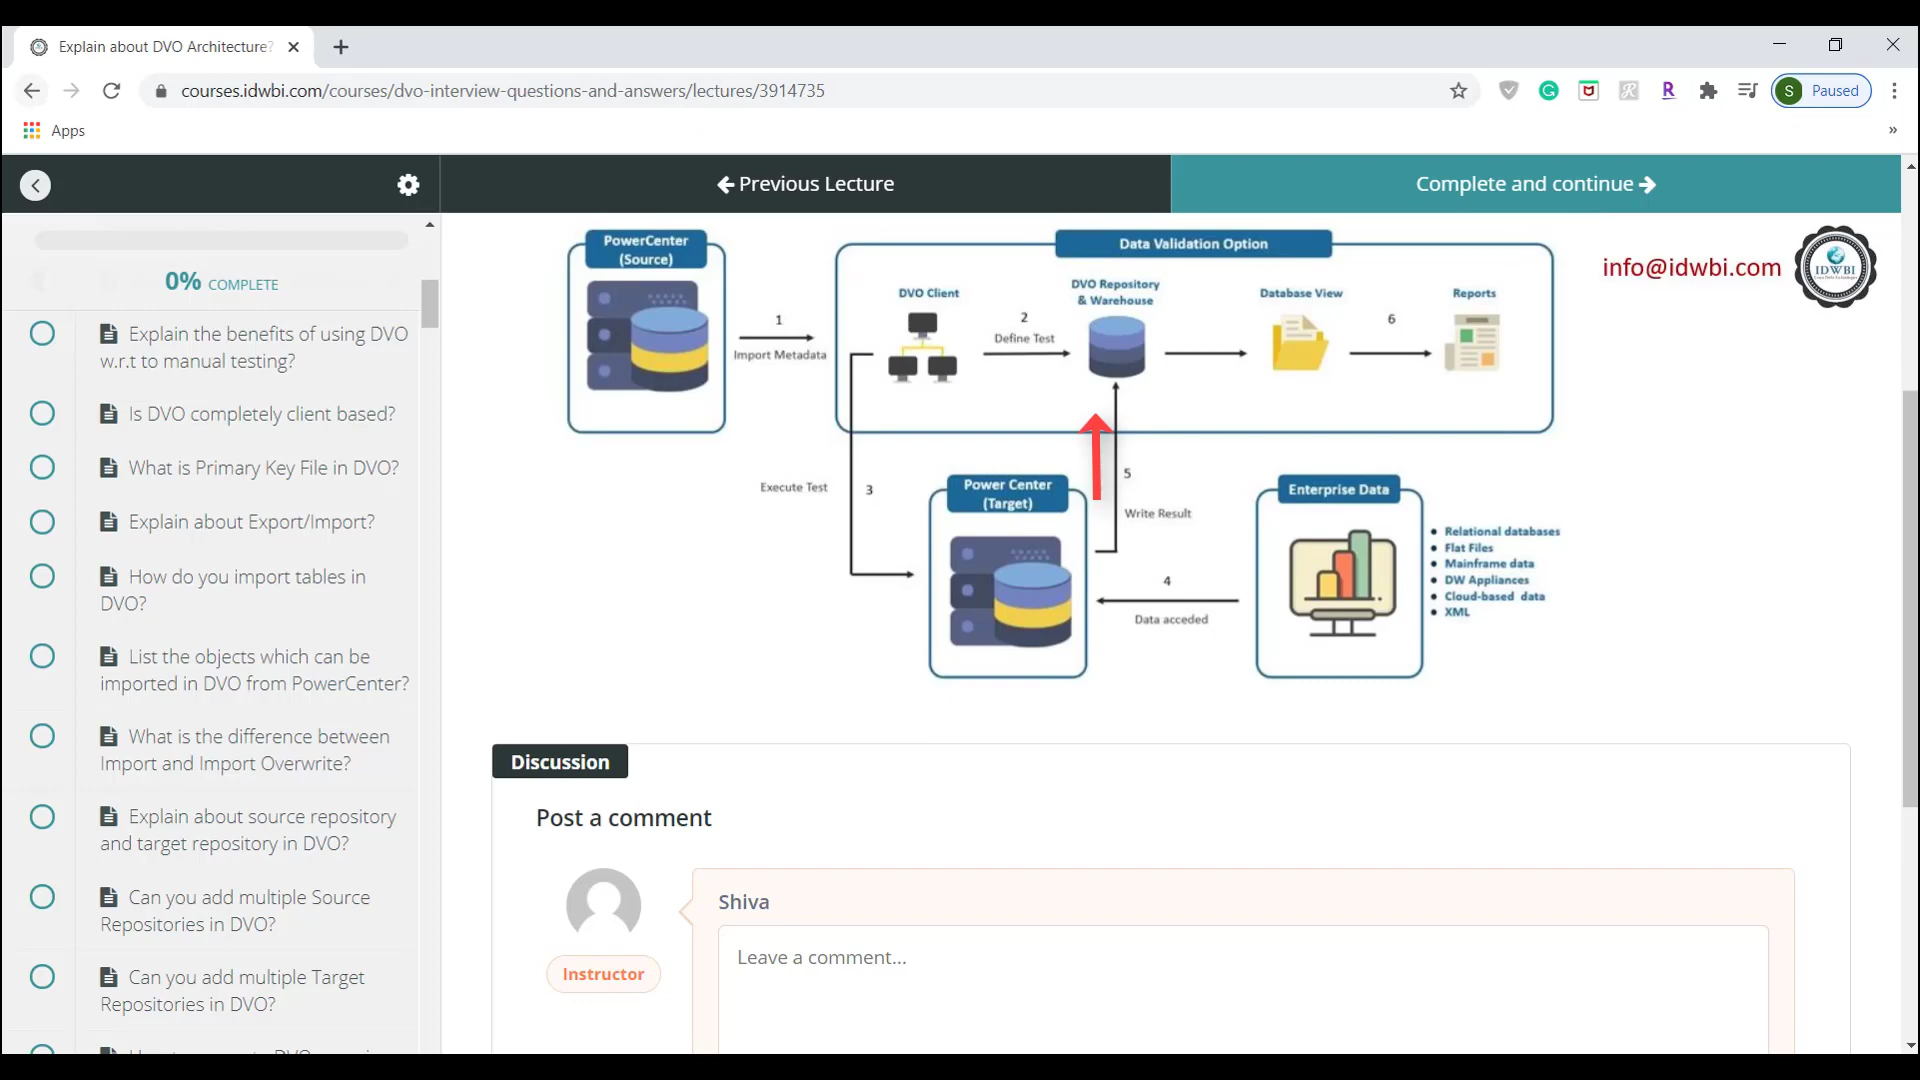 Explain about DVO Architecture?
courses.idwbi.com/courses/dvo-interview-questions-and-answers/lectures/3914735
S Paused
Apps
Previous Lecture
Complete and continue
0% COMPLETE
Explain the benefits of using DVO
w.r.t to manual testing?
Is DVO completely client based?
What is Primary Key File in DVO?
Explain about Export/Import?
How do you import tables in
DVO?
List the objects which can be
imported in DVO from PowerCenter?
What is the difference between
Import and Import Overwrite?
Explain about source repository
and target repository in DVO?
Can you add multiple Source
Repositories in DVO?
Can you add multiple Target
Repositories in DVO?
PowerCenter
(Source)
1
Import Metadata
Data Validation Option
DVO Client
2
Define Test
DVO Repository
& Warehouse
Database View
6
Reports
info@idwbi.com
IDWBI
Execute Test
3
Power Center
(Target)
5
Write Result
4
Data acceded
Enterprise Data
• Relational databases
• Flat Files
• Mainframe data
• DW Appliances
• Cloud-based data
• XML
Discussion
Post a comment
Shiva
Instructor
Leave a comment...